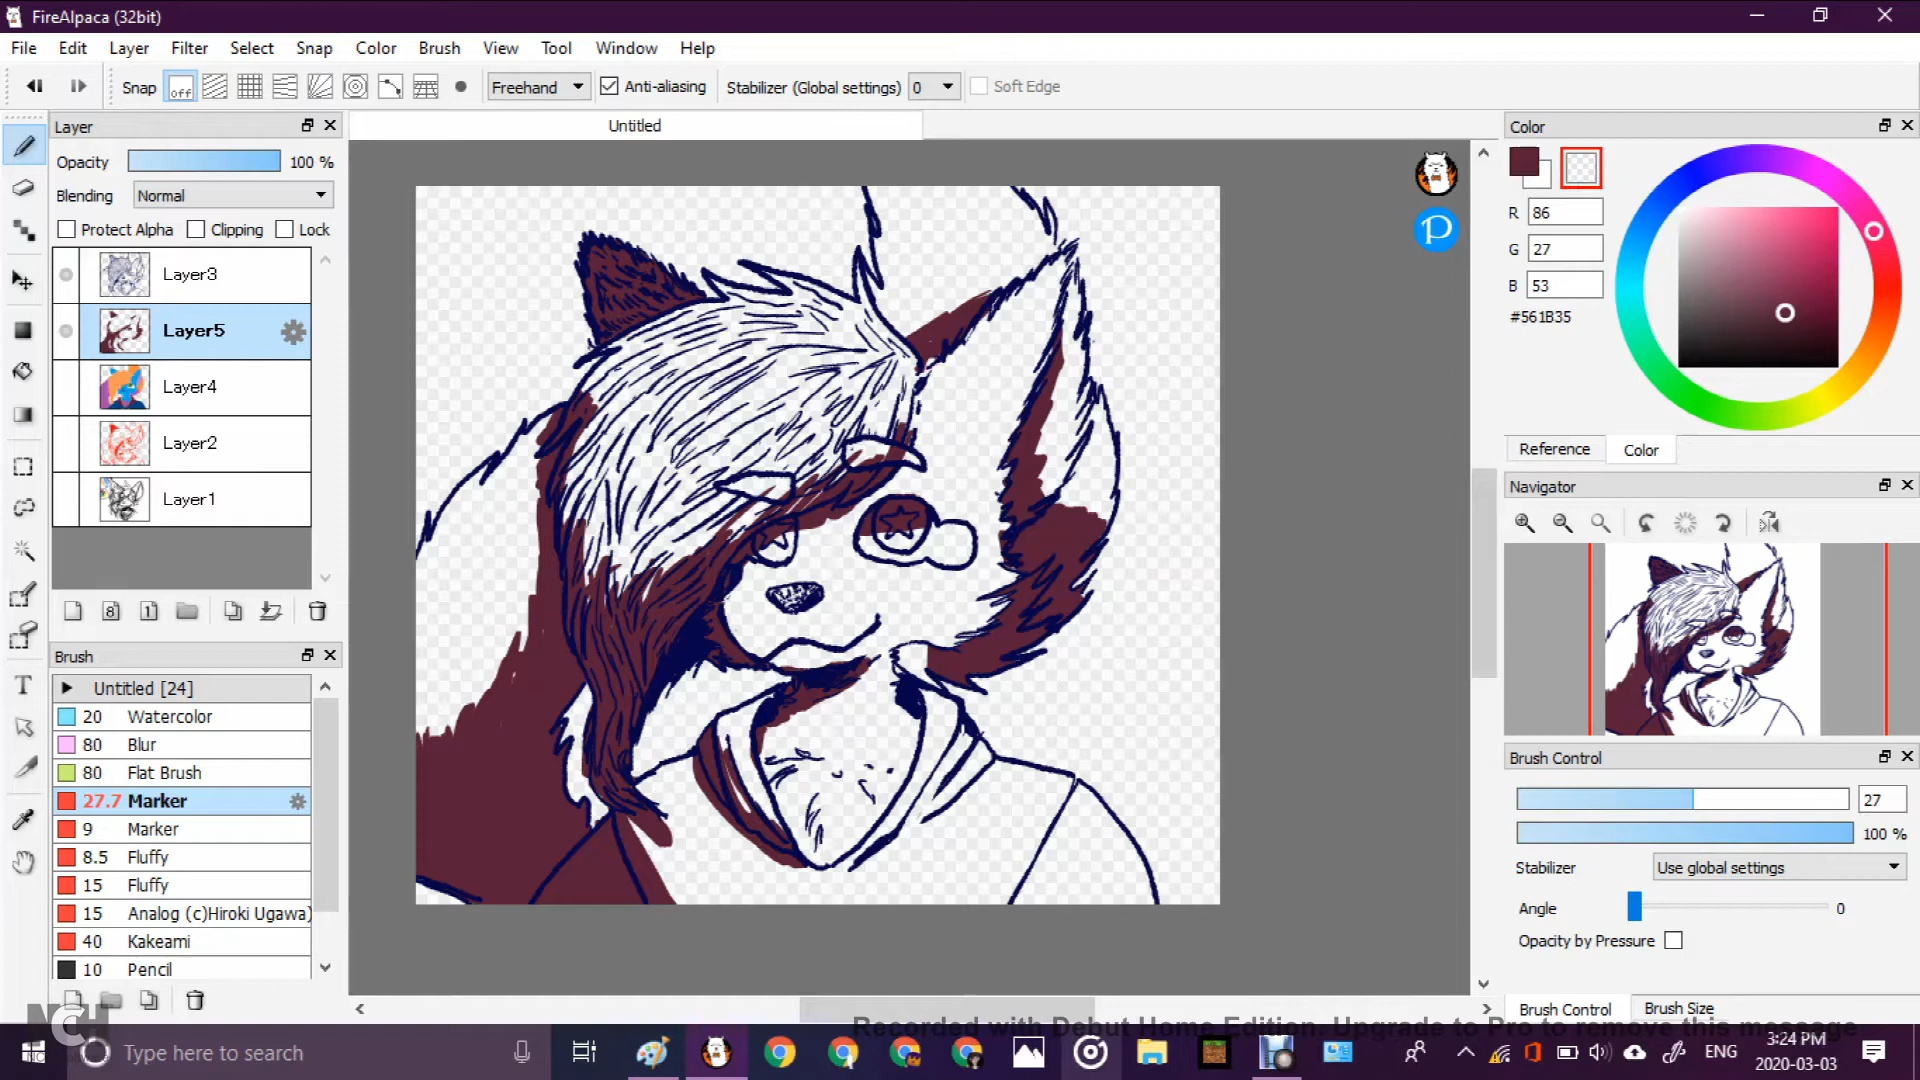 FireAlpaca (32bit)
File Edit Layer Filter Select Snap Color Brush View Tool Window Help
Snap off Freehand Anti-aliasing Stabilizer (Global settings) 0 Soft Edge
Layer
Untitled
Color
Opacity 100 %
Blending Normal
Protect Alpha Clipping Lock
R 86
G 27
B 53
#561B35
Layer3
Layer5
Layer4
Layer2
Layer1
8 1
P
Reference Color
Navigator
Brush
Untitled [24]
20 Watercolor
80 Blur
80 Flat Brush
27.7 Marker
9 Marker
8.5 Fluffy
15 Fluffy
15 Analog (c)Hiroki Ugawa)
40 Kakeami
10 Pencil
T
Brush Control
27
100 %
Stabilizer Use global settings
Angle 0
Opacity by Pressure
Brush Control Brush Size
NCH
Recorded with Debut Home Edition. Upgrade to Pro to remove this message
Type here to search
ENG
3:24 PM
2020-03-03